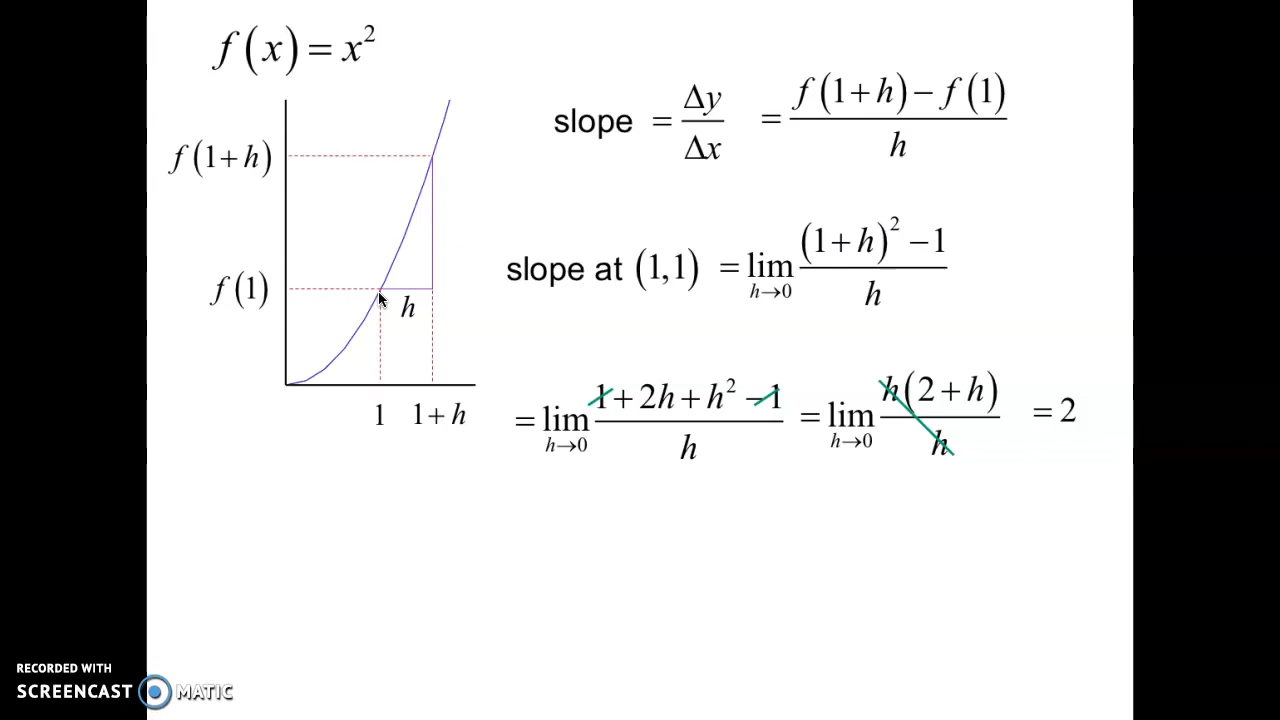 f(x) = x²
slope = Δy/Δx = (f(1+h) − f(1))/h
f(1+h)
slope at (1,1) = lim h→0 ((1+h)² − 1)/h
f(1)
h
= lim h→0 (1 + 2h + h² − 1)/h = lim h→0 h(2+h)/h = 2
1 1+h
RECORDED WITH
SCREENCAST MATIC